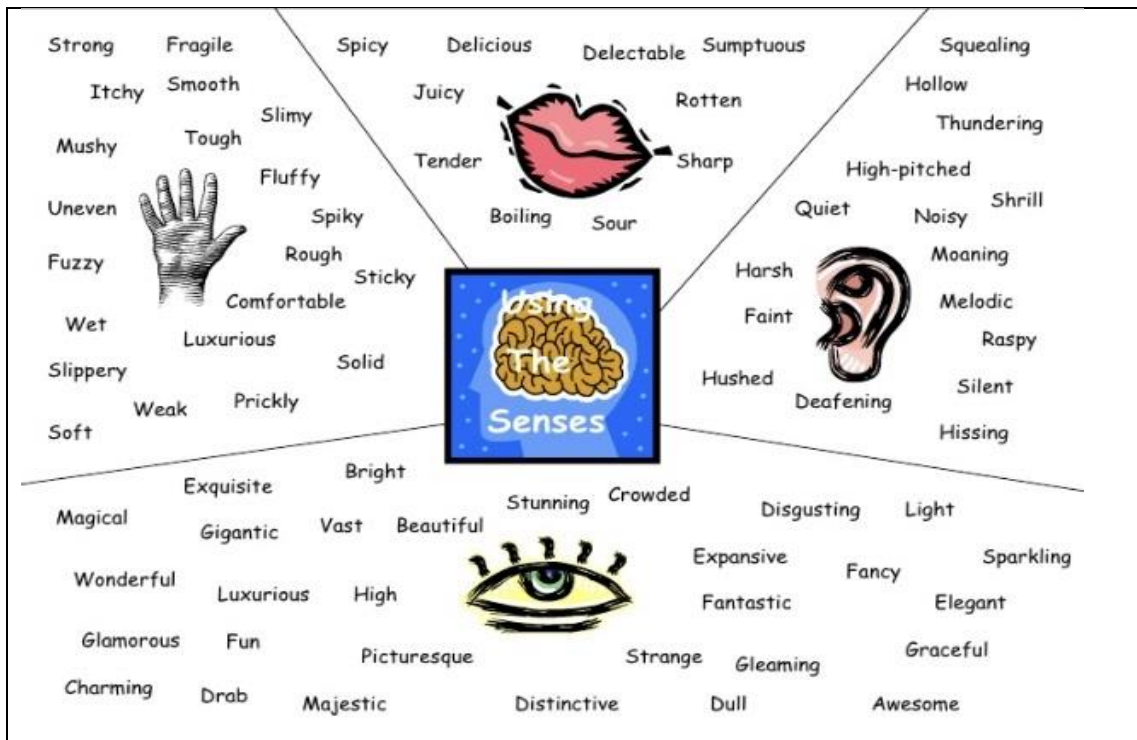 Strong Fragile
Itchy Smooth
Slimy
Mushy Tough
Fluffy
Uneven
Spiky
Fuzzy Rough
Sticky
Comfortable
Wet
Luxurious
Slippery Solid
Weak Prickly
Soft
Spicy Delicious Delectable Sumptuous
Juicy Rotten
Tender Sharp
Boiling Sour
Squealing
Hollow
Thundering
High-pitched
Quiet Noisy Shrill
Harsh Moaning
Faint Melodic
Raspy
Hushed Silent
Deafening
Hissing
Using
The
Senses
Exquisite Bright
Stunning Crowded
Magical Disgusting Light
Gigantic Vast Beautiful
Expansive Sparkling
Wonderful Fancy
Luxurious High Fantastic Elegant
Glamorous Fun
Picturesque Strange Gleaming Graceful
Charming Drab
Majestic Distinctive Dull Awesome